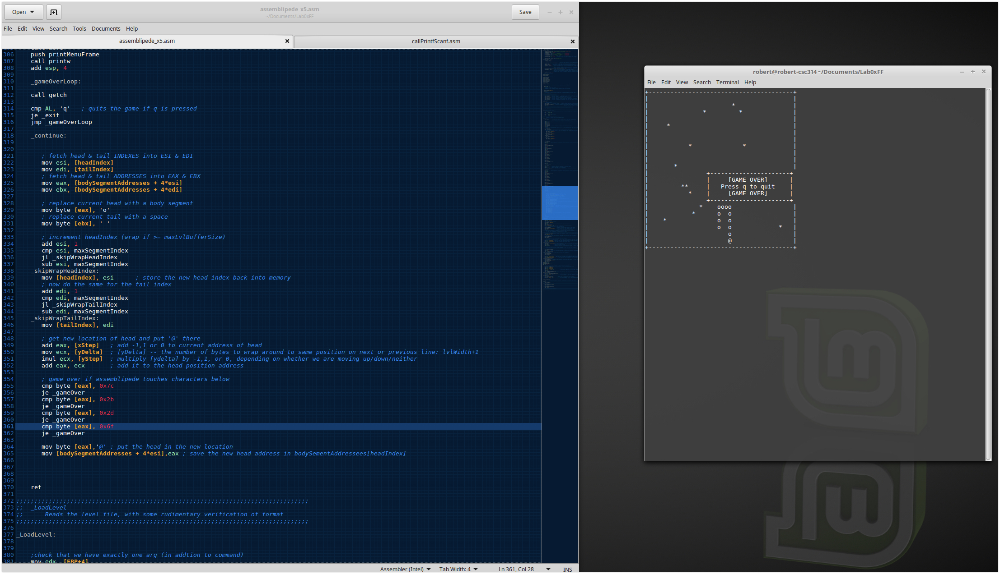 Open
assemblipede_x5.asm
~/Documents/Lab0xFF
Save
File Edit View Search Tools Documents Help
assemblipede_x5.asm
callPrintfScanf.asm
306 push printMenuFrame
307 call printw
308 add esp, 4
309
310 _gameOverLoop:
311
312 call getch
313
314 cmp AL, 'q' ; quits the game if q is pressed
315 je _exit
316 jmp _gameOverLoop
317
318 _continue:
319
320
321 ; fetch head & tail INDEXES into ESI & EDI
322 mov esi, [headIndex]
323 mov edi, [tailIndex]
324 ; fetch head & tail ADDRESSES into EAX & EBX
325 mov eax, [bodySegmentAddresses + 4*esi]
326 mov ebx, [bodySegmentAddresses + 4*edi]
327
328 ; replace current head with a body segment
329 mov byte [eax], 'o'
330 ; replace current tail with a space
331 mov byte [ebx], ' '
332
333 ; increment headIndex (wrap if >= maxLvlBufferSize)
334 add esi, 1
335 cmp esi, maxSegmentIndex
336 jl _skipWrapHeadIndex
337 sub esi, maxSegmentIndex
338 _skipWrapHeadIndex:
339 mov [headIndex], esi ; store the new head index back into memory
340 ; now do the same for the tail index
341 add edi, 1
342 cmp edi, maxSegmentIndex
343 jl _skipWrapTailIndex
344 sub edi, maxSegmentIndex
345 _skipWrapTailIndex:
346 mov [tailIndex], edi
347
348 ; get new location of head and put '@' there
349 add eax, [xStep] ; add -1,1 or 0 to current address of head
350 mov ecx, [yDelta] ; [yDelta] -- the number of bytes to wrap around to same position on next or previous line: lvlWidth+1
351 imul ecx, [yStep] ; multiply [ydelta] by -1,1, or 0, depending on whether we are moving up/down/neither
352 add eax, ecx ; add it to the head position address
353
354 ; game over if assemblipede touches characters below
355 cmp byte [eax], 0x7c
356 je _gameOver
357 cmp byte [eax], 0x2b
358 je _gameOver
359 cmp byte [eax], 0x2d
360 je _gameOver
361 cmp byte [eax], 0x6f
362 je _gameOver
363
364 mov byte [eax],'@' ; put the head in the new location
365 mov [bodySegmentAddresses + 4*esi],eax ; save the new head address in bodySementAddressees[headIndex]
366
367
368
369
370 ret
371
372 ;;;;;;;;;;;;;;;;;;;;;;;;;;;;;;;;;;;;;;;;;;;;;;;;;;;;;;;;;;;;;;;;;;;;;;;;;;;;;;;;;
373 ;; _LoadLevel
374 ;; Reads the level file, with some rudimentary verification of format
375 ;;;;;;;;;;;;;;;;;;;;;;;;;;;;;;;;;;;;;;;;;;;;;;;;;;;;;;;;;;;;;;;;;;;;;;;;;;;;;;;;;
376
377 _LoadLevel:
378
379
380 ;check that we have exactly one arg (in addtion to command)
381 mov edx, [EBP+4]
Assembler (Intel) Tab Width: 4 Ln 361, Col 28 INS
robert@robert-csc314 ~/Documents/Lab0xFF
File Edit View Search Terminal Help
+----------------------------------------+
| |
| * |
| * * |
| |
| * |
| |
| |
| * * |
| |
| |
| * |
| +----------------------+
| | [GAME OVER] |
| ** | Press q to quit |
| * | [GAME OVER] |
| +----------------------+
| * oooo |
| * o o |
| * o o |
| o o * |
| o |
| @ |
+----------------------------------------+